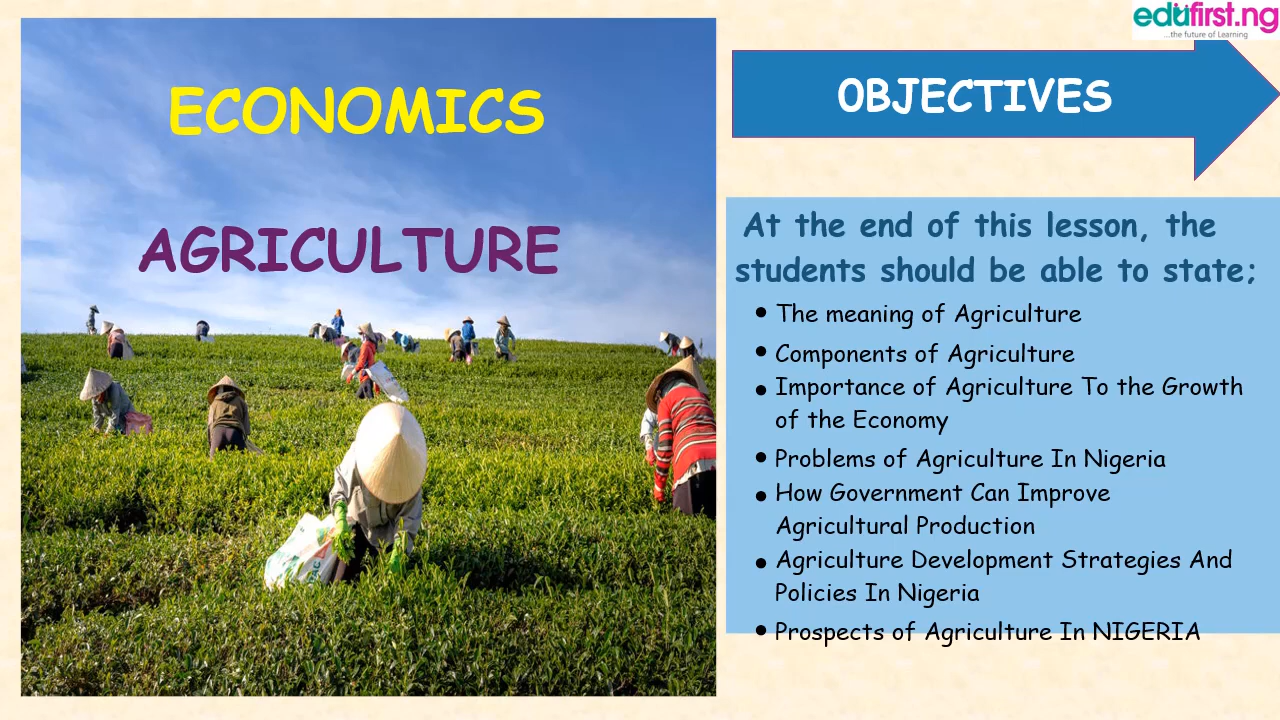 edufirst.ng
...the future of Learning
ECONOMICS
AGRICULTURE
OBJECTIVES
At the end of this lesson, the
students should be able to state;
• The meaning of Agriculture
• Components of Agriculture
• Importance of Agriculture To the Growth
of the Economy
• Problems of Agriculture In Nigeria
• How Government Can Improve
Agricultural Production
• Agriculture Development Strategies And
Policies In Nigeria
• Prospects of Agriculture In NIGERIA